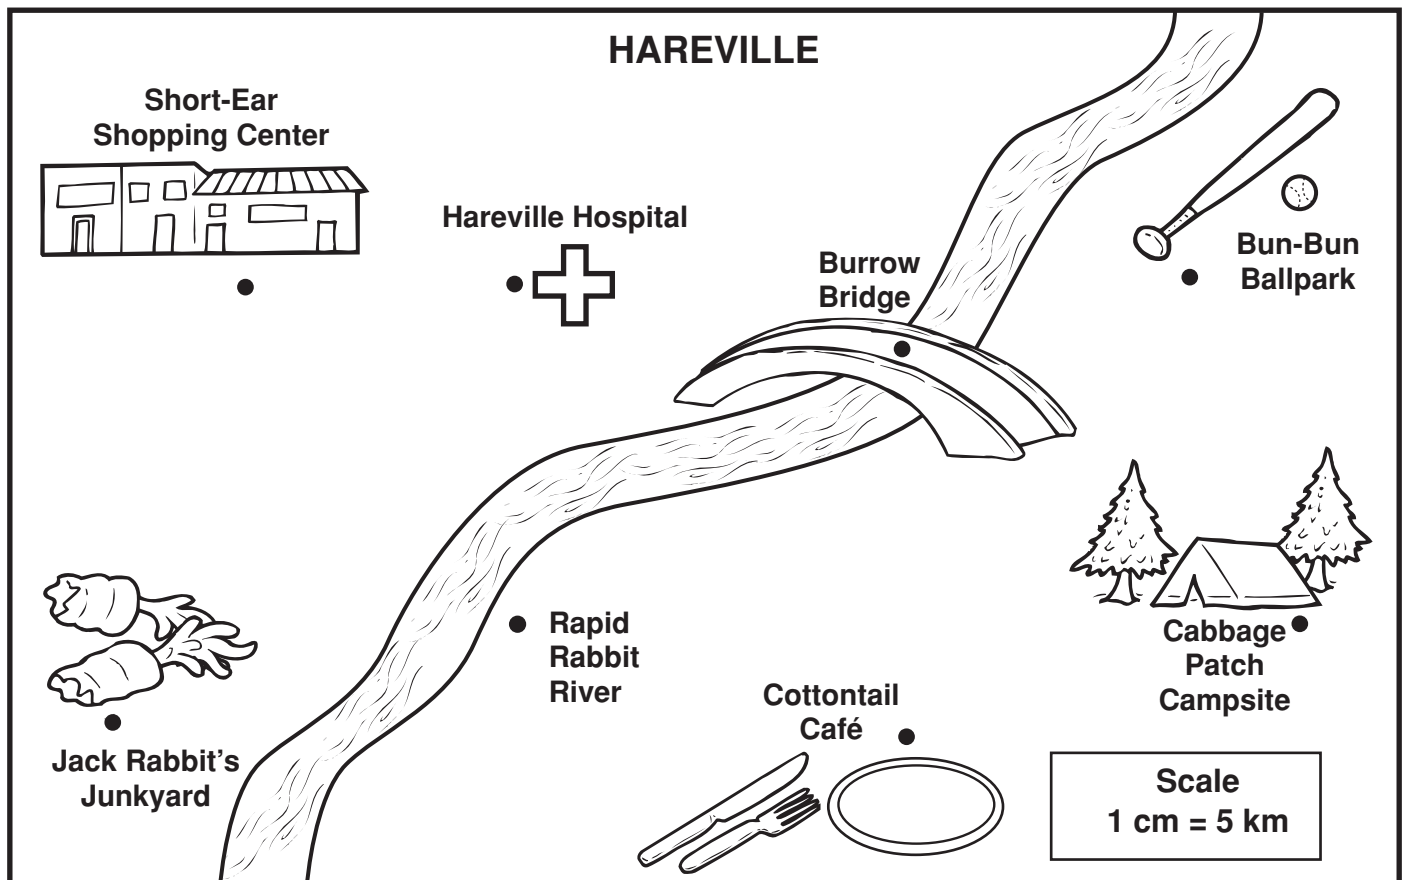 HAREVILLE
Short-Ear
Shopping Center
Hareville Hospital
Burrow
Bridge
Bun-Bun
Ballpark
Rapid
Rabbit
River
Cabbage
Patch
Campsite
Cottontail
Café
Jack Rabbit’s
Junkyard
Scale
1 cm = 5 km